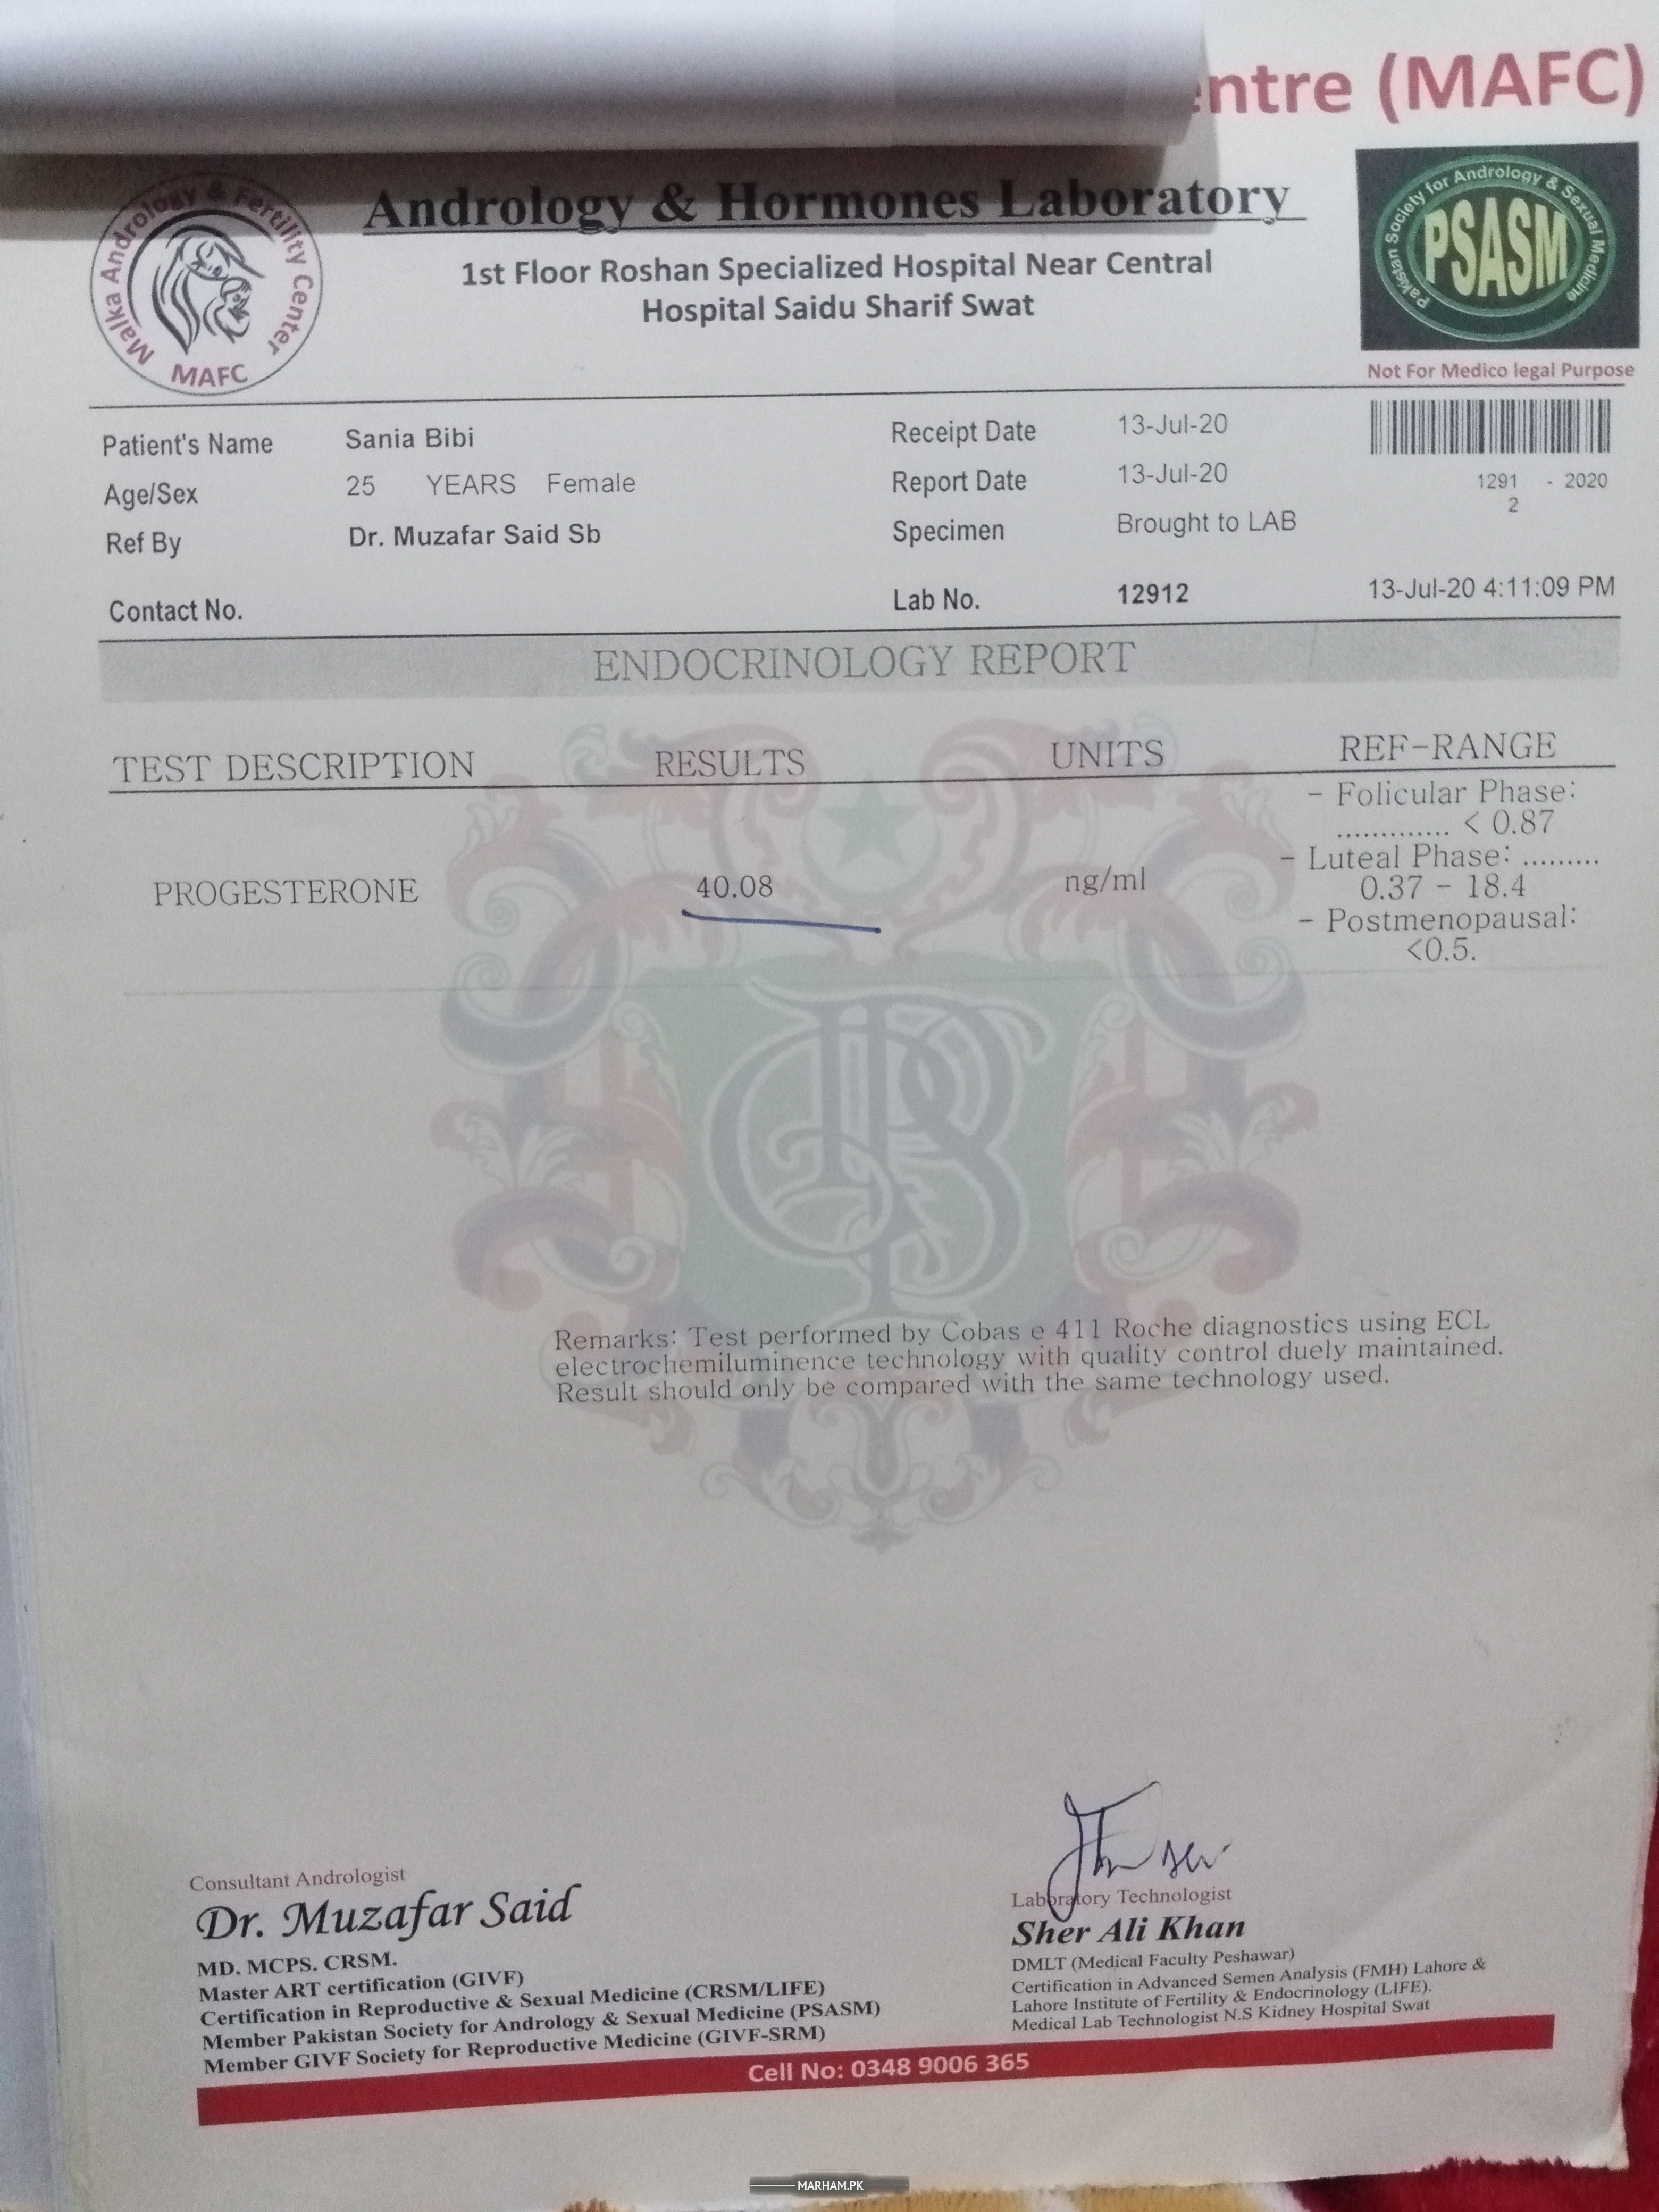 entre (MAFC)
Andrology & Hormones Laboratory
1st Floor Roshan Specialized Hospital Near Central
Hospital Saidu Sharif Swat
Malka Andrology & Fertility Center
MAFC
Pakistan Society for Andrology & Sexual Medicine
PSASM
Not For Medico legal Purpose
Patient's Name Sania Bibi Receipt Date 13-Jul-20
Age/Sex 25 YEARS Female Report Date 13-Jul-20
1291 - 2020
2
Ref By Dr. Muzafar Said Sb Specimen Brought to LAB
Contact No. Lab No. 12912 13-Jul-20 4:11:09 PM
ENDOCRINOLOGY REPORT
TEST DESCRIPTION RESULTS UNITS REF-RANGE
- Folicular Phase:
............. < 0.87
- Luteal Phase: .........
PROGESTERONE 40.08 ng/ml 0.37 - 18.4
- Postmenopausal:
<0.5.
Remarks: Test performed by Cobas e 411 Roche diagnostics using ECL
electrochemiluminence technology with quality control duely maintained.
Result should only be compared with the same technology used.
Consultant Andrologist
Dr. Muzafar Said
MD. MCPS. CRSM.
Master ART certification (GIVF)
Certification in Reproductive & Sexual Medicine (CRSM/LIFE)
Member Pakistan Society for Andrology & Sexual Medicine (PSASM)
Member GIVF Society for Reproductive Medicine (GIVF-SRM)
Laboratory Technologist
Sher Ali Khan
DMLT (Medical Faculty Peshawar)
Certification in Advanced Semen Analysis (FMH) Lahore &
Lahore Institute of Fertility & Endocrinology (LIFE).
Medical Lab Technologist N.S Kidney Hospital Swat
Cell No: 0348 9006 365
MARHAM.PK